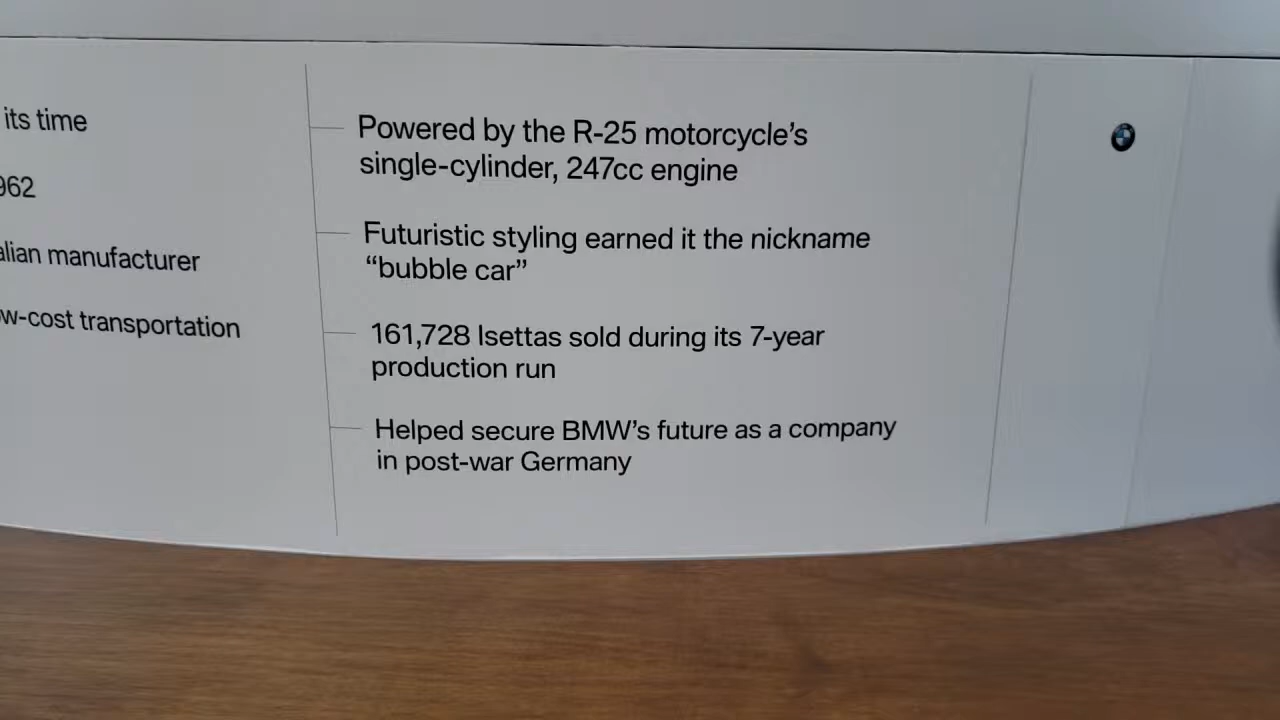 its time
962
manufacturer
transportation
Powered by the R-25 motorcycle’s
single-cylinder, 247cc engine
Futuristic styling earned it the nickname
“bubble car”
161,728 Isettas sold during its 7-year
production run
Helped secure BMW’s future as a company
in post-war Germany